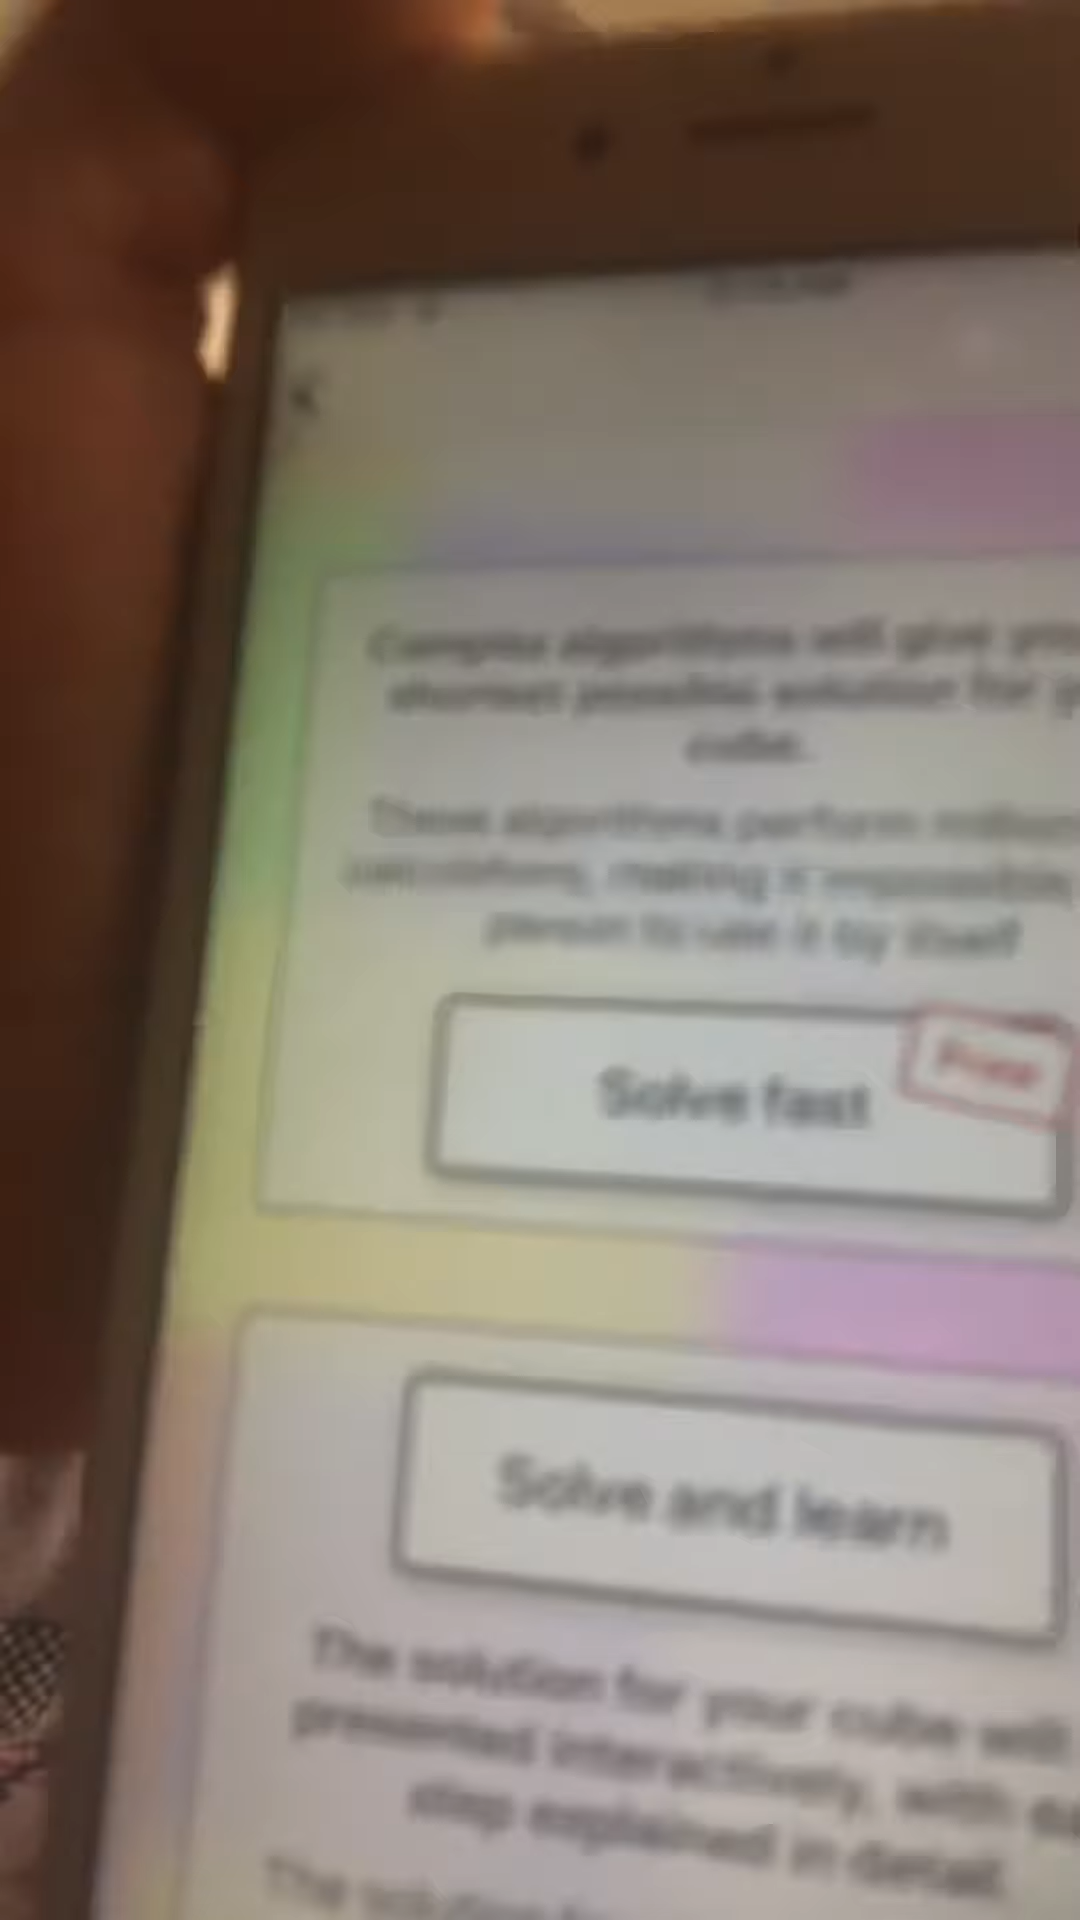 Complex algorithms will give you
shortest possible solution for
cube.
These algorithms perform
calculations, making it impossible
person to use it by itself
Solve fast
Free
Solve and learn
The solution for your cube will
presented interactively, with
step explained in detail.
The solution